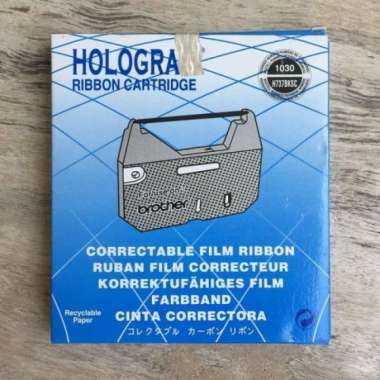 HOLOGRA
RIBBON CARTRIDGE
1030
H737BKSC
brother
CORRECTABLE FILM RIBBON
RUBAN FILM CORRECTEUR
KORREKTUFÄHIGES FILM
FARBBAND
CINTA CORRECTORA
コレクタブル カーボン リボン
Recyclable
Paper